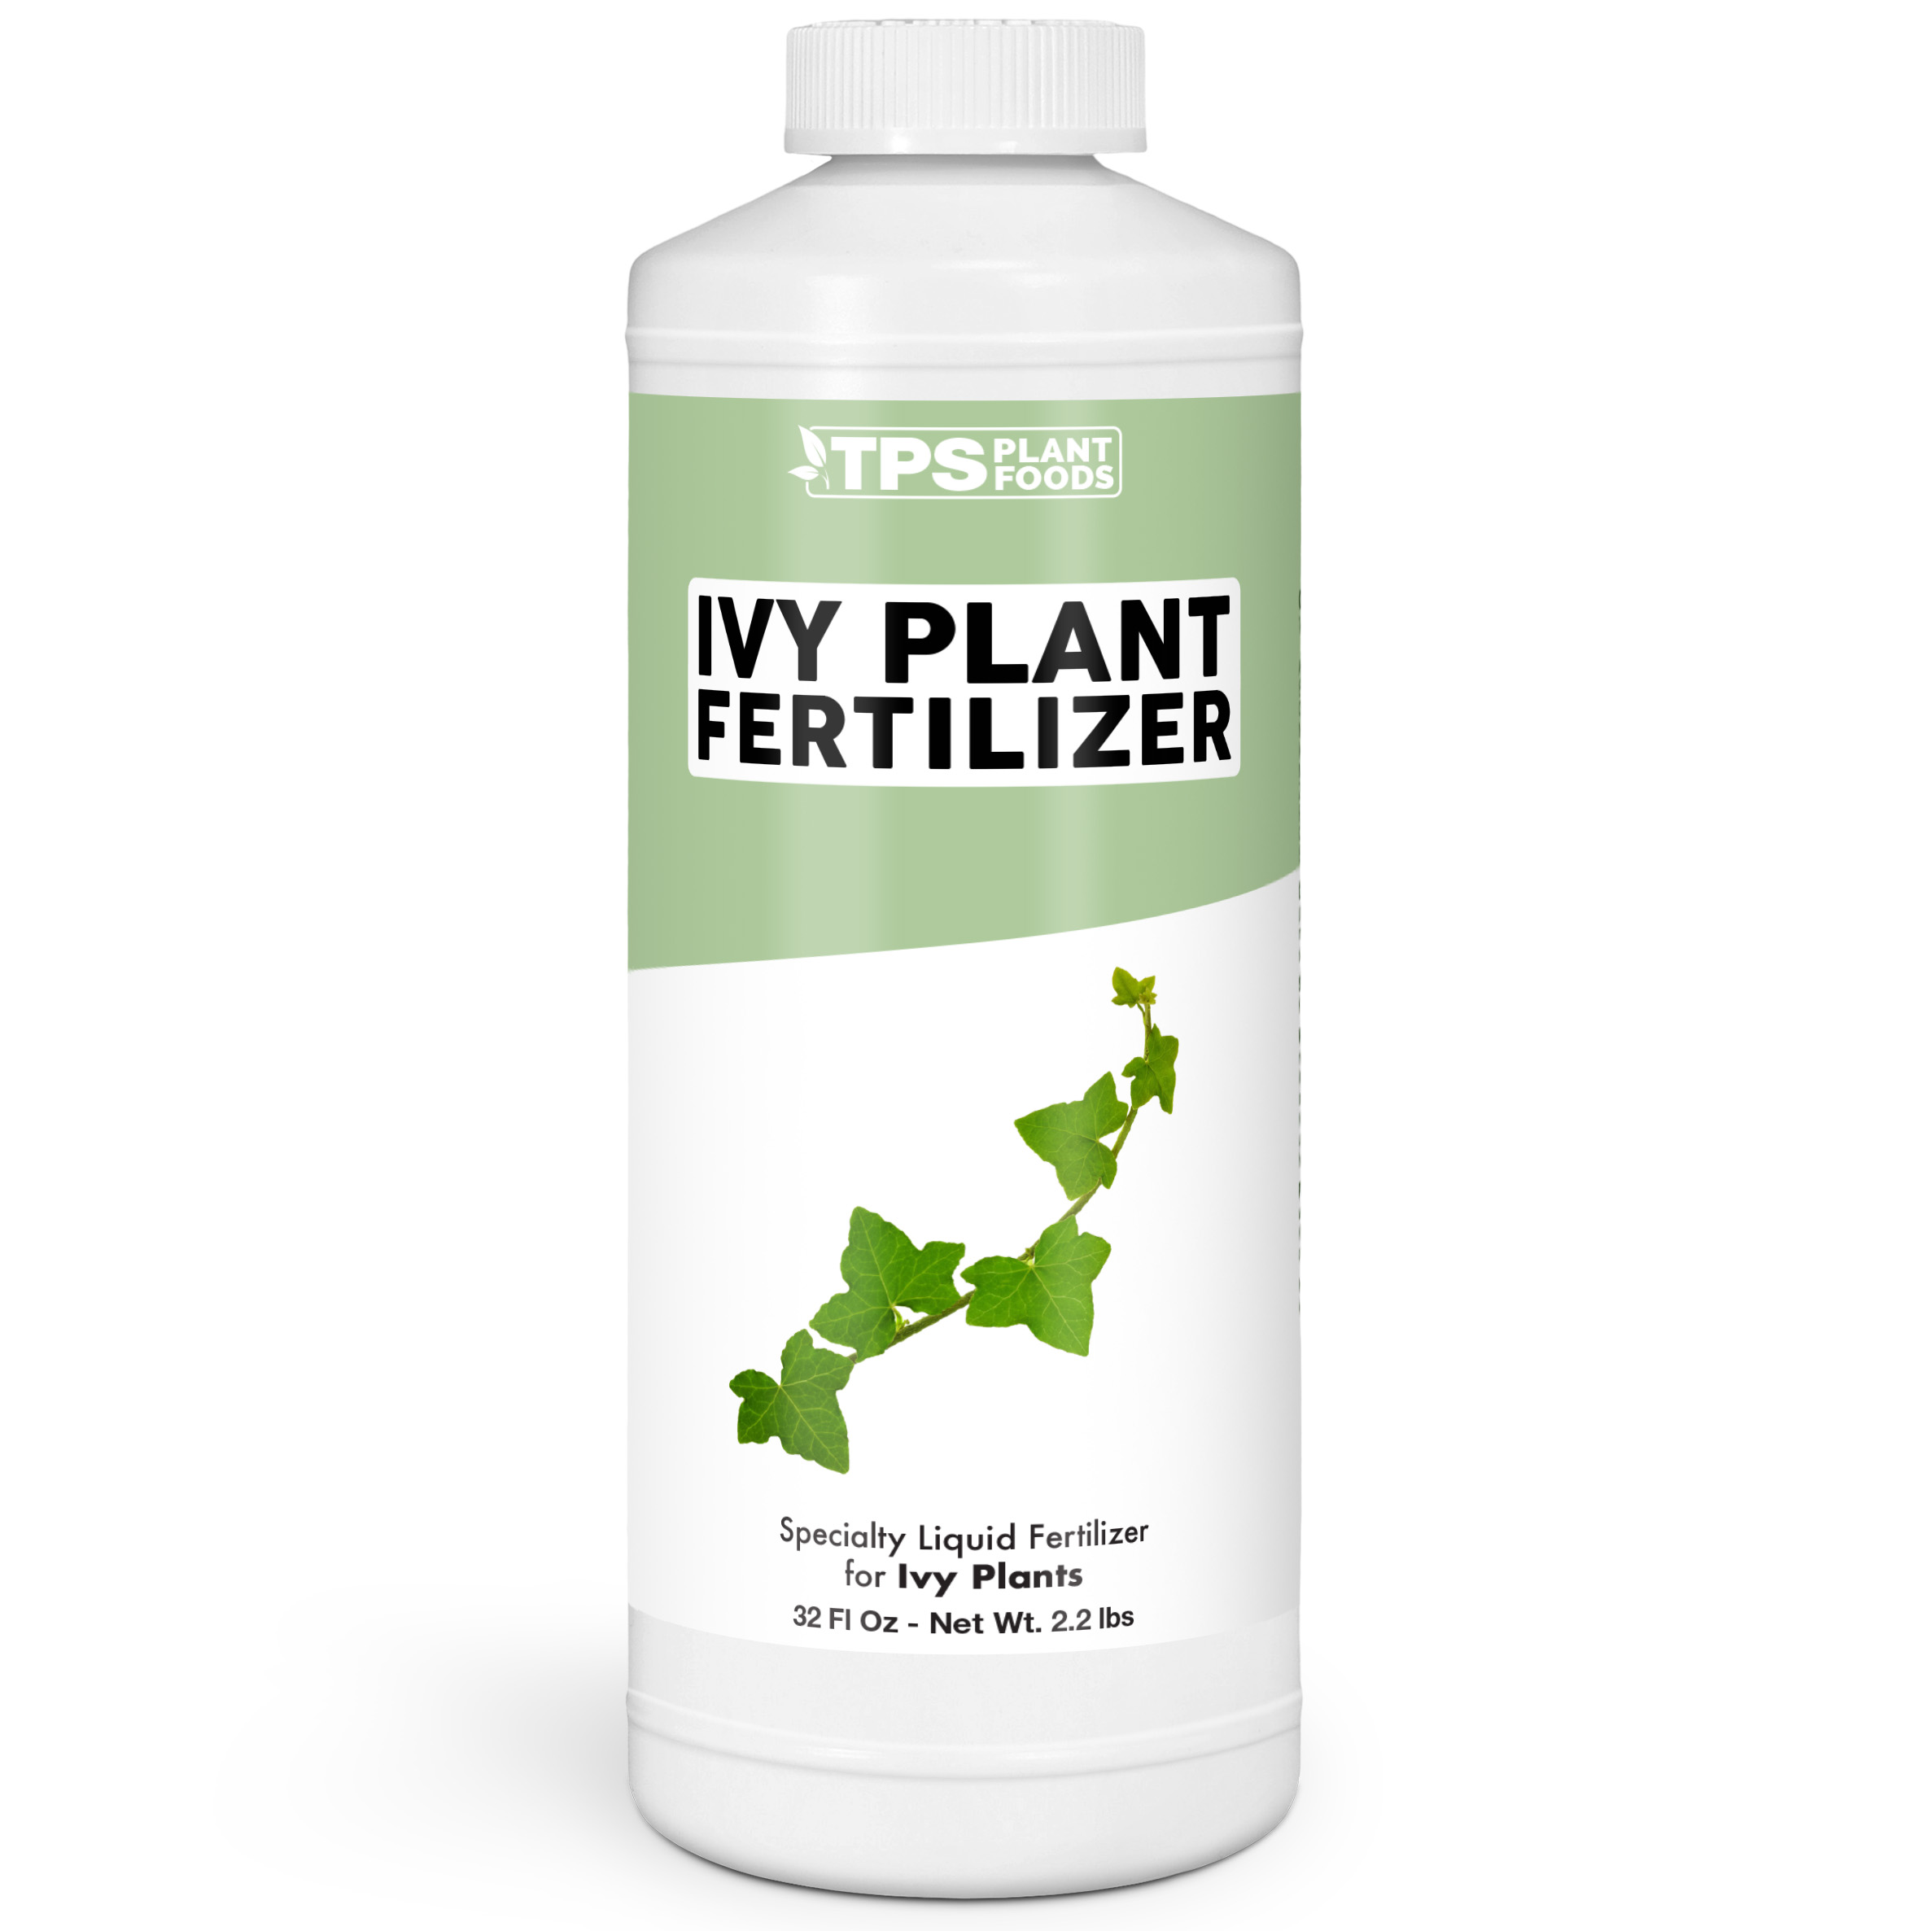 TPS PLANT FOODS
IVY PLANT
FERTILIZER
Specialty Liquid Fertilizer
for Ivy Plants
32 Fl Oz - Net Wt. 2.2 lbs